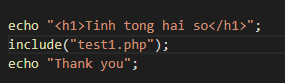 echo "<h1>Tinh tong hai so</h1>";
include("test1.php");
echo "Thank you";